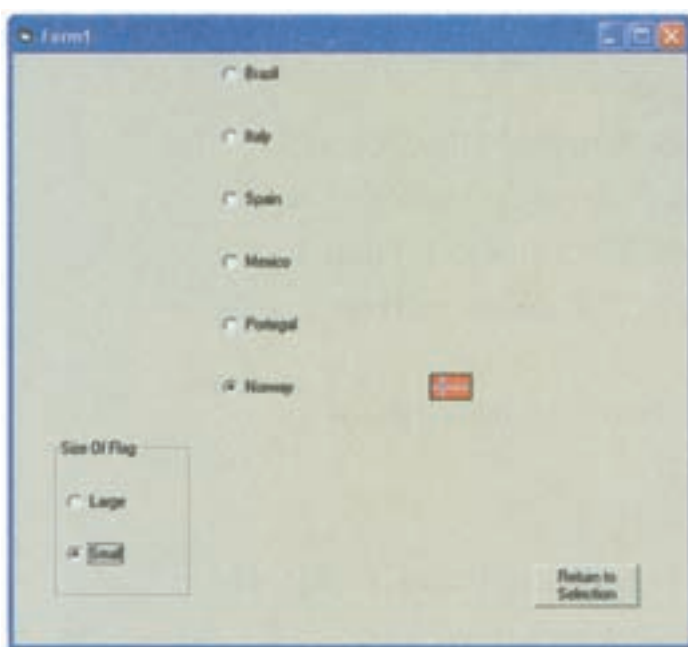 Form1
Brazil
Italy
Spain
Mexico
Portugal
Norway
Size Of Flag
Large
Small
Return to
Selection